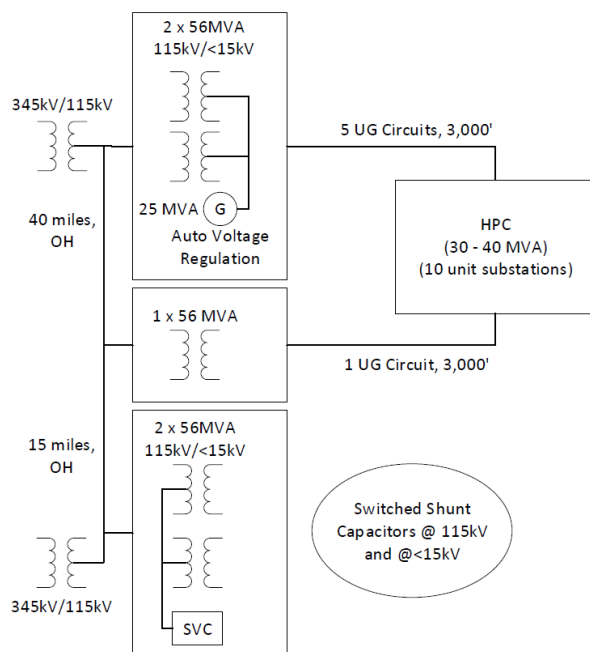 2 x 56MVA
115kV/<15kV
345kV/115kV
5 UG Circuits, 3,000'
25 MVA
G
Auto Voltage
Regulation
40 miles,
OH
HPC
(30 - 40 MVA)
(10 unit substations)
1 x 56 MVA
1 UG Circuit, 3,000'
15 miles,
OH
2 x 56MVA
115kV/<15kV
Switched Shunt
Capacitors @ 115kV
and @<15kV
345kV/115kV
SVC